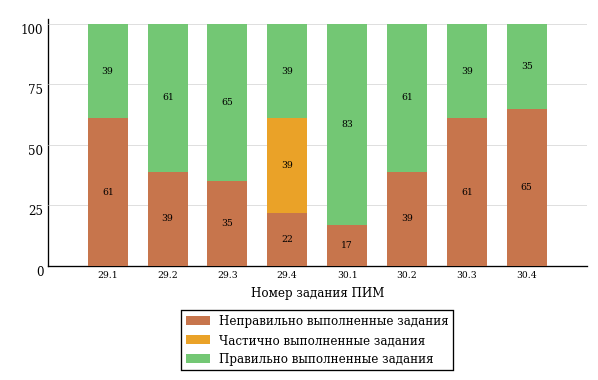 100
75
50
25
0
39 61 65 39 83 61 39 35
61 39 35 39 17 39 61 65
22
29.1 29.2 29.3 29.4 30.1 30.2 30.3 30.4
Номер задания ПИМ
Неправильно выполненные задания
Частично выполненные задания
Правильно выполненные задания